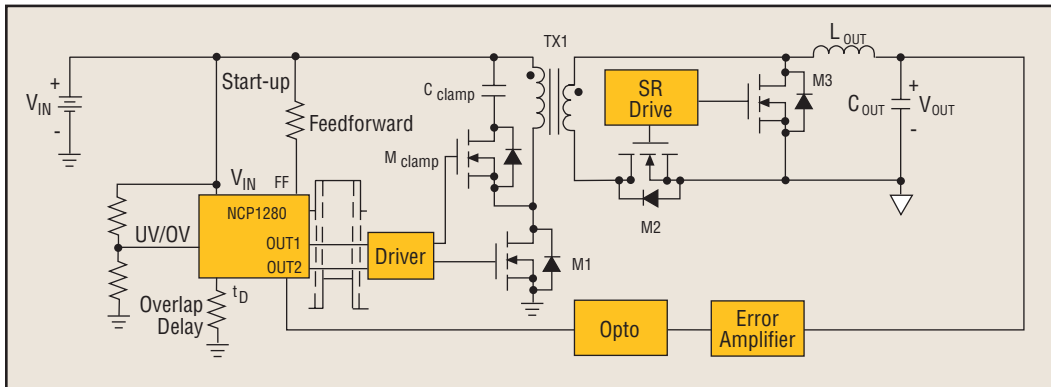 TX1
L OUT
Start-up
C clamp
SR
Drive
M3
+
V IN
-
Feedforward
C OUT
+
V OUT
-
M clamp
V IN
FF
NCP1280
UV/OV
OUT1
OUT2
Driver
M2
M1
t D
Overlap
Delay
Opto
Error
Amplifier